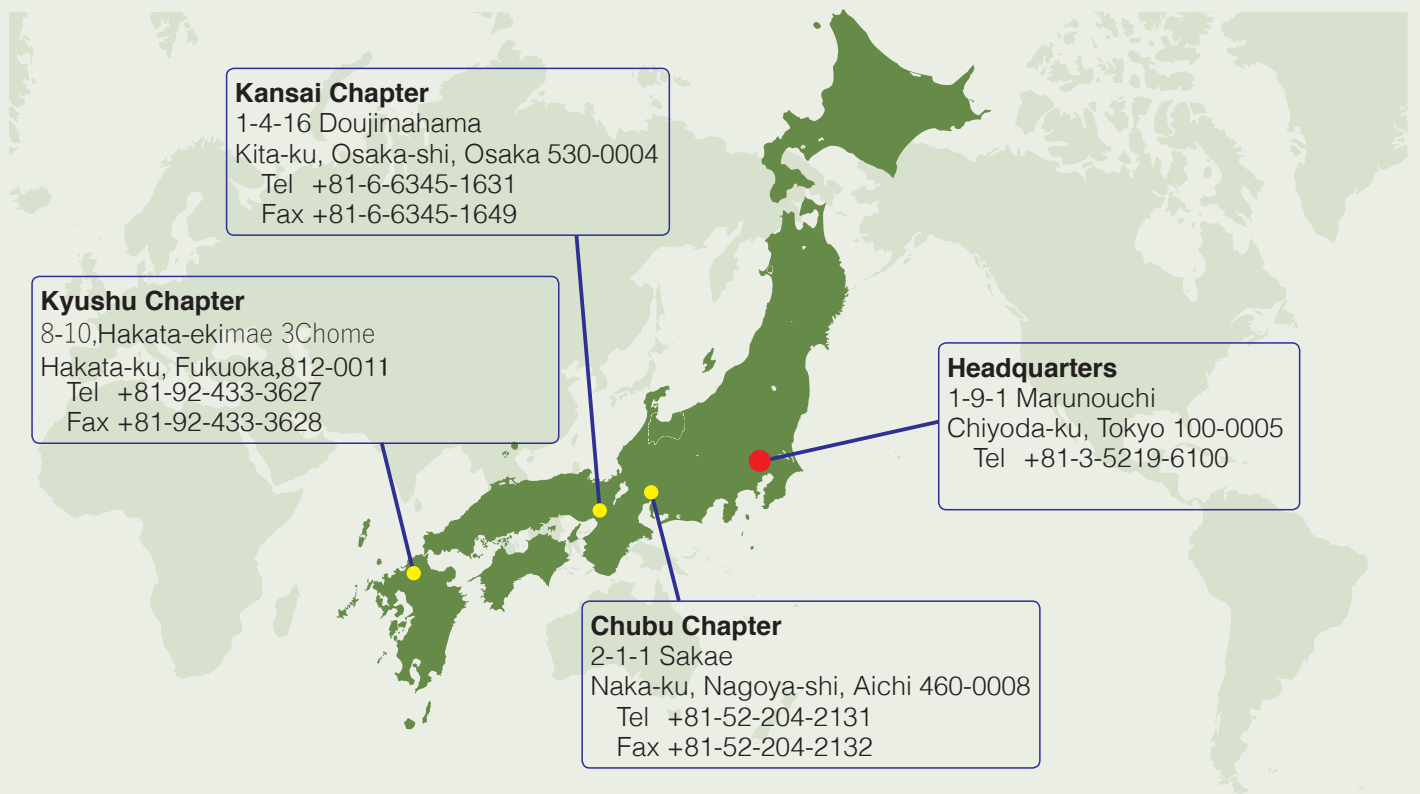 Kansai Chapter
1-4-16 Doujimahama
Kita-ku, Osaka-shi, Osaka 530-0004
Tel +81-6-6345-1631
Fax +81-6-6345-1649
Kyushu Chapter
8-10,Hakata-ekimae 3Chome
Hakata-ku, Fukuoka,812-0011
Tel +81-92-433-3627
Fax +81-92-433-3628
Headquarters
1-9-1 Marunouchi
Chiyoda-ku, Tokyo 100-0005
Tel +81-3-5219-6100
Chubu Chapter
2-1-1 Sakae
Naka-ku, Nagoya-shi, Aichi 460-0008
Tel +81-52-204-2131
Fax +81-52-204-2132